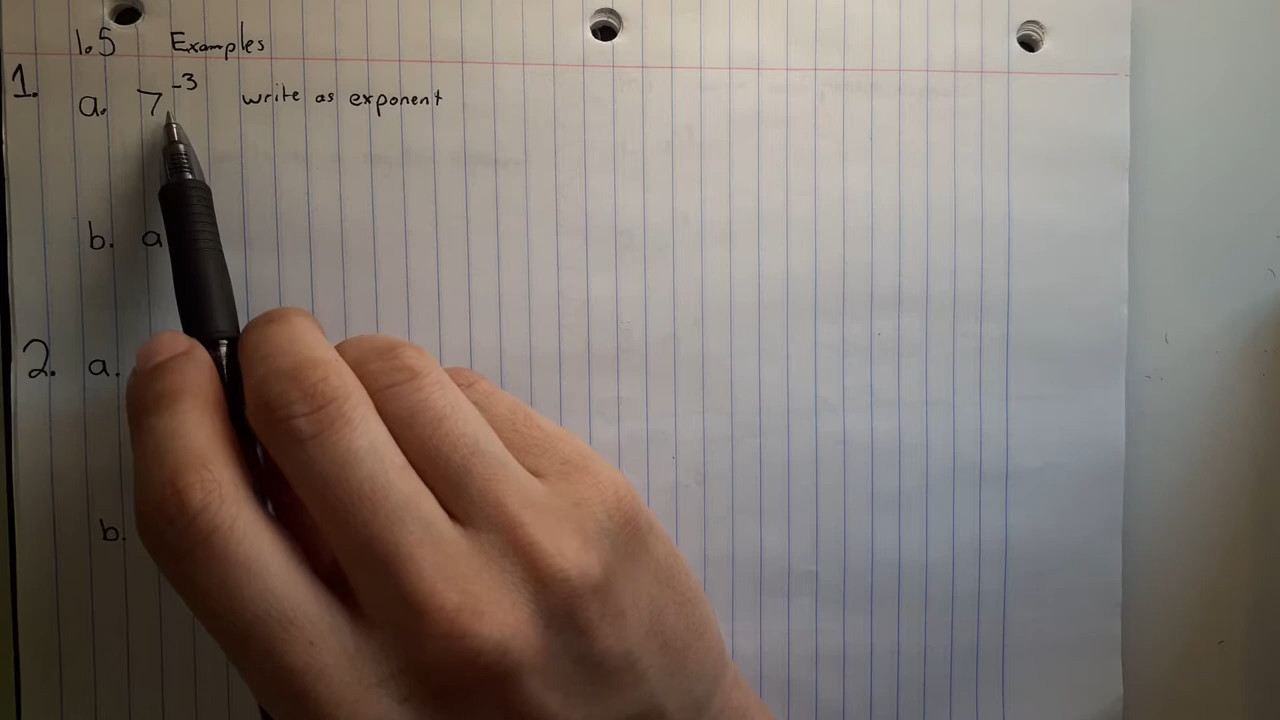 1.5 Examples
1. a. 7⁻³ write as exponent
b. a
2. a.
b.